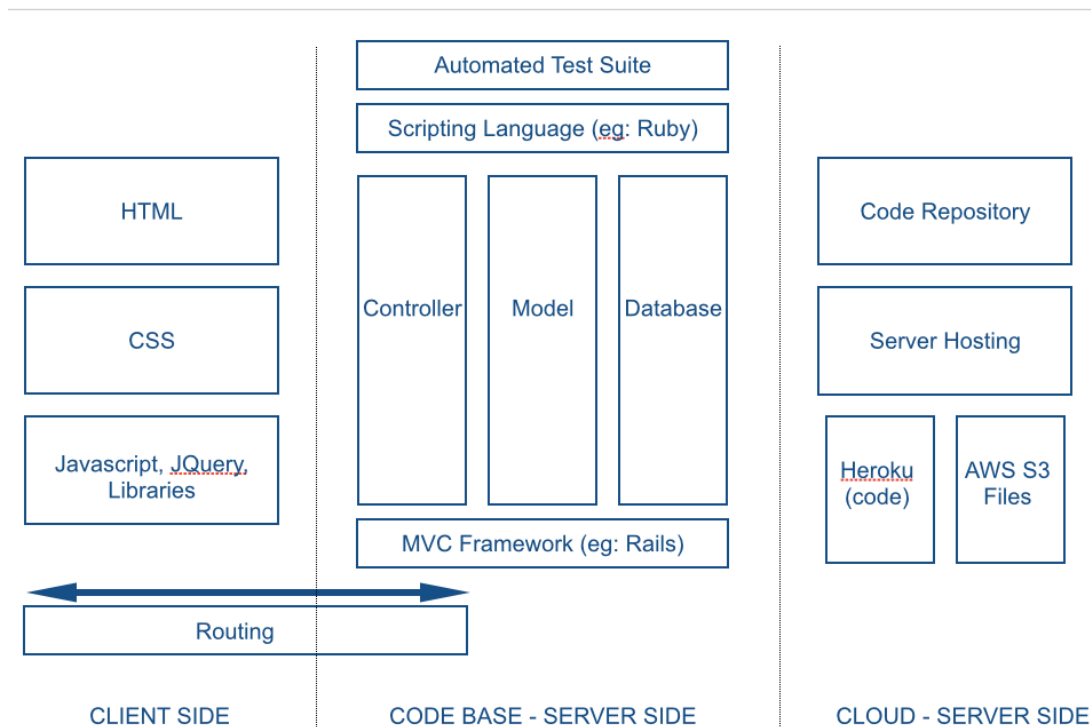 Automated Test Suite
Scripting Language (eg: Ruby)
HTML
CSS
Javascript, JQuery,
Libraries
Controller
Model
Database
MVC Framework (eg: Rails)
Code Repository
Server Hosting
Heroku
(code)
AWS S3
Files
Routing
CLIENT SIDE
CODE BASE - SERVER SIDE
CLOUD - SERVER SIDE